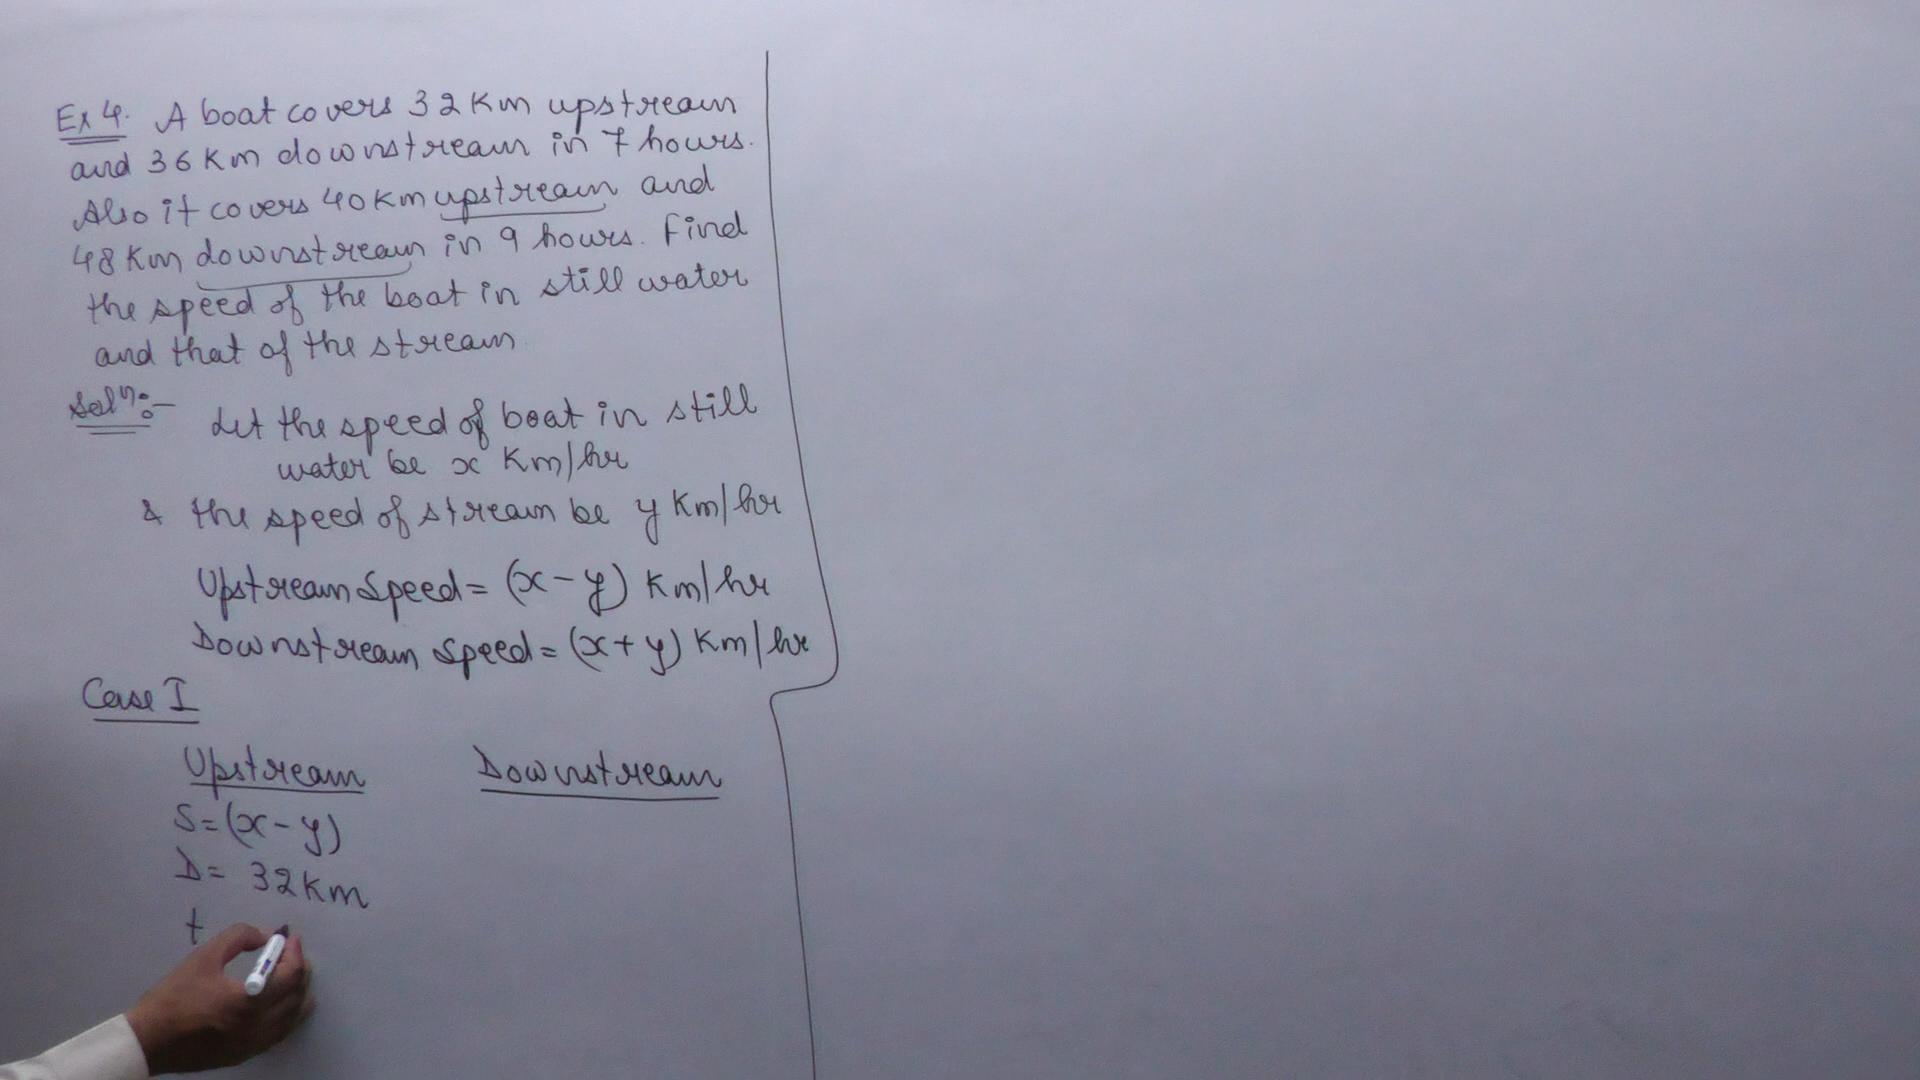 Ex 4. A boat covers 32 Km upstream
and 36 Km downstream in 7 hours.
Also it covers 40 Km upstream and
48 Km downstream in 9 hours. Find
the speed of the boat in still water
and that of the stream
Solⁿ:-
Let the speed of boat in still
water be x Km/hr
& the speed of stream be y Km/hr
Upstream Speed = (x-y) Km/hr
Downstream Speed = (x+y) Km/hr
Case I
Upstream Downstream
S=(x-y)
D= 32 Km
t